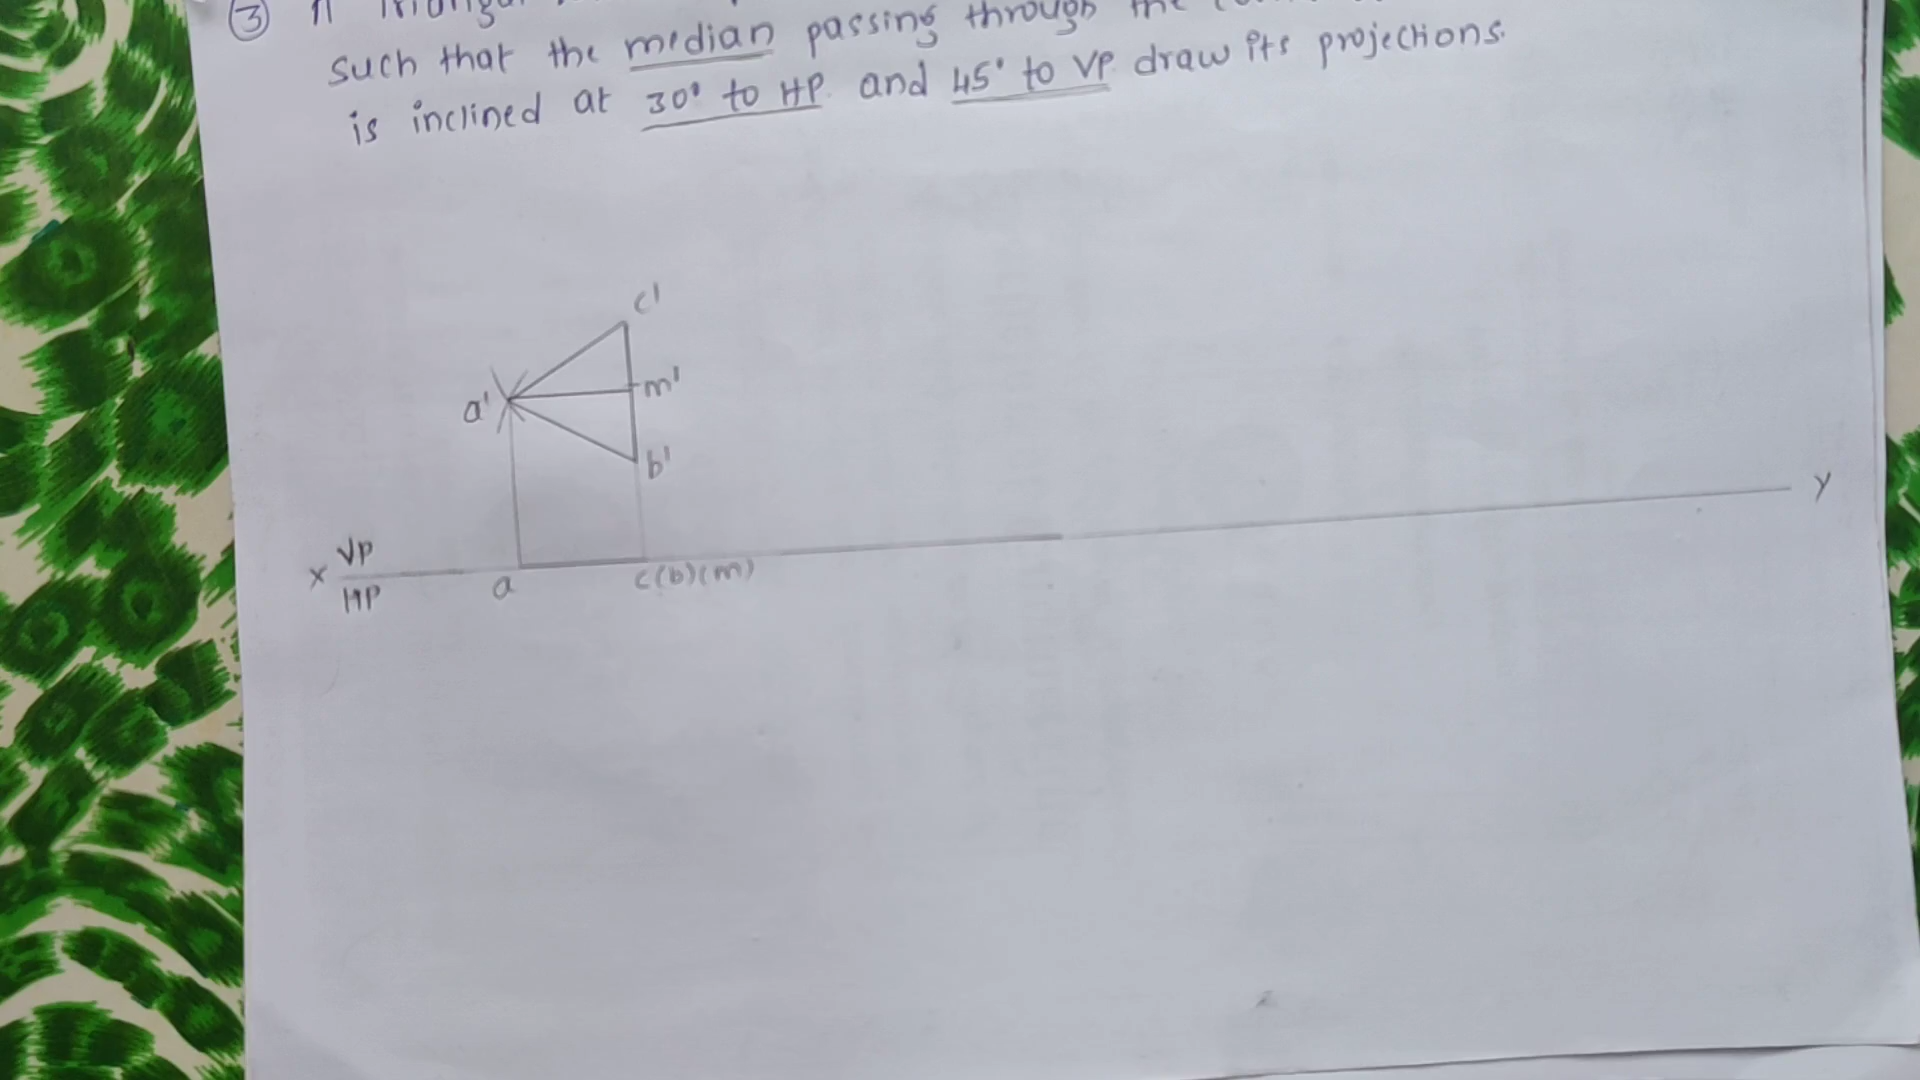 ③ A
such that the median passing through the
is inclined at 30° to HP. and 45° to VP draw its projections.
c'
a' m'
b'
y
x VP
HP a c(b)(m)